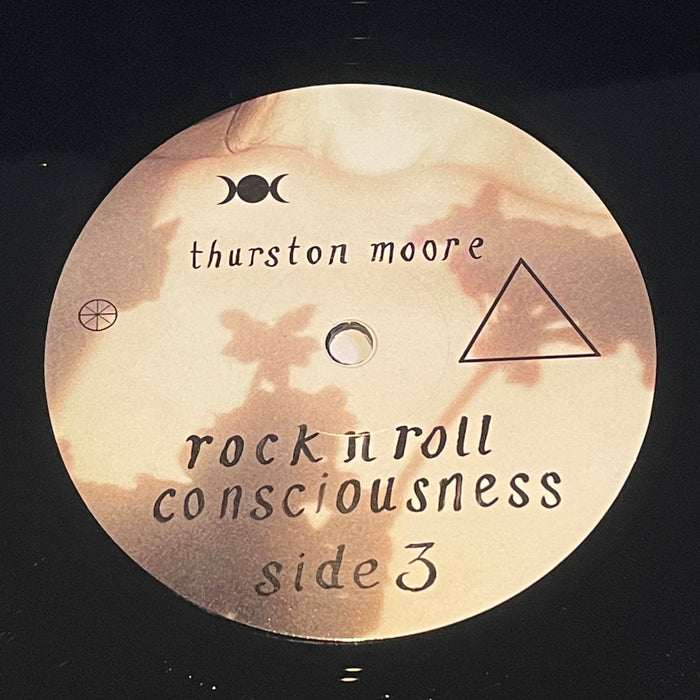 thurston moore
rock n roll
consciousness
side 3